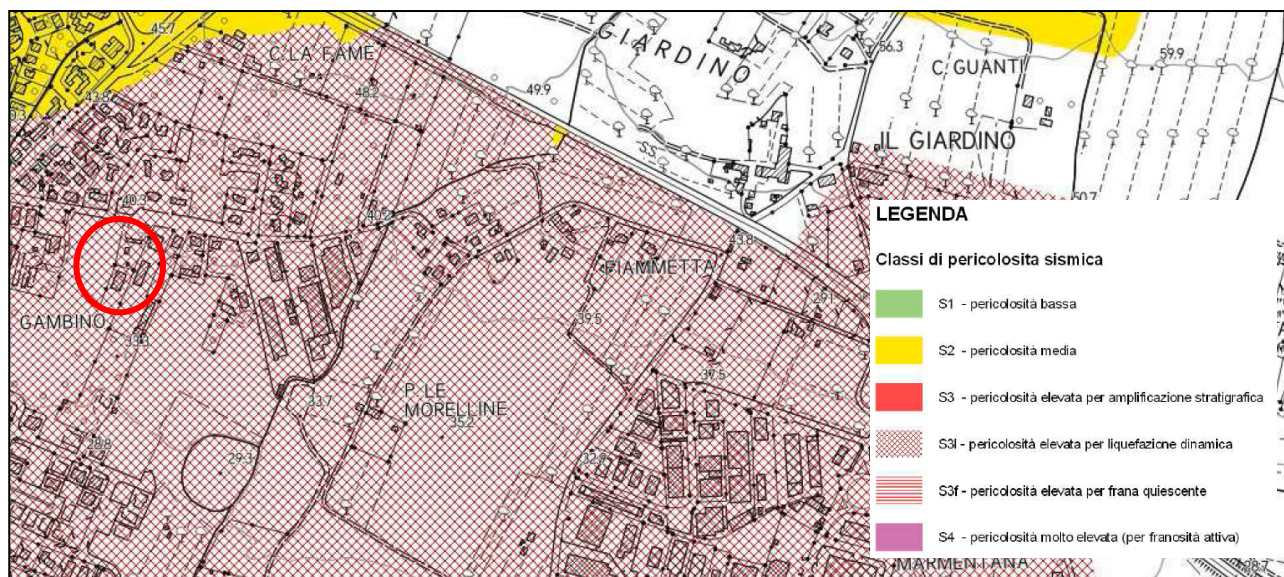 45.7
C. LA FAME
GIARDINO
56.3
59.9
C. GUANTI
48.2
49.9
43.8
S.S.
IL GIARDINO
50.7
40.3
40.2
43.8
FIAMMETTA
291
GAMBINO
33.3
39.5
37.5
33.7
P. LE
MORELLINE
35.2
28.8
29.3
32.8
MARMENTANA
28.7
LEGENDA
Classi di pericolosita sismica
S1 - pericolosità bassa
S2 - pericolosità media
S3 - pericolosità elevata per amplificazione stratigrafica
S3l - pericolosità elevata per liquefazione dinamica
S3f - pericolosità elevata per frana quiescente
S4 - pericolosità molto elevata (per franosità attiva)